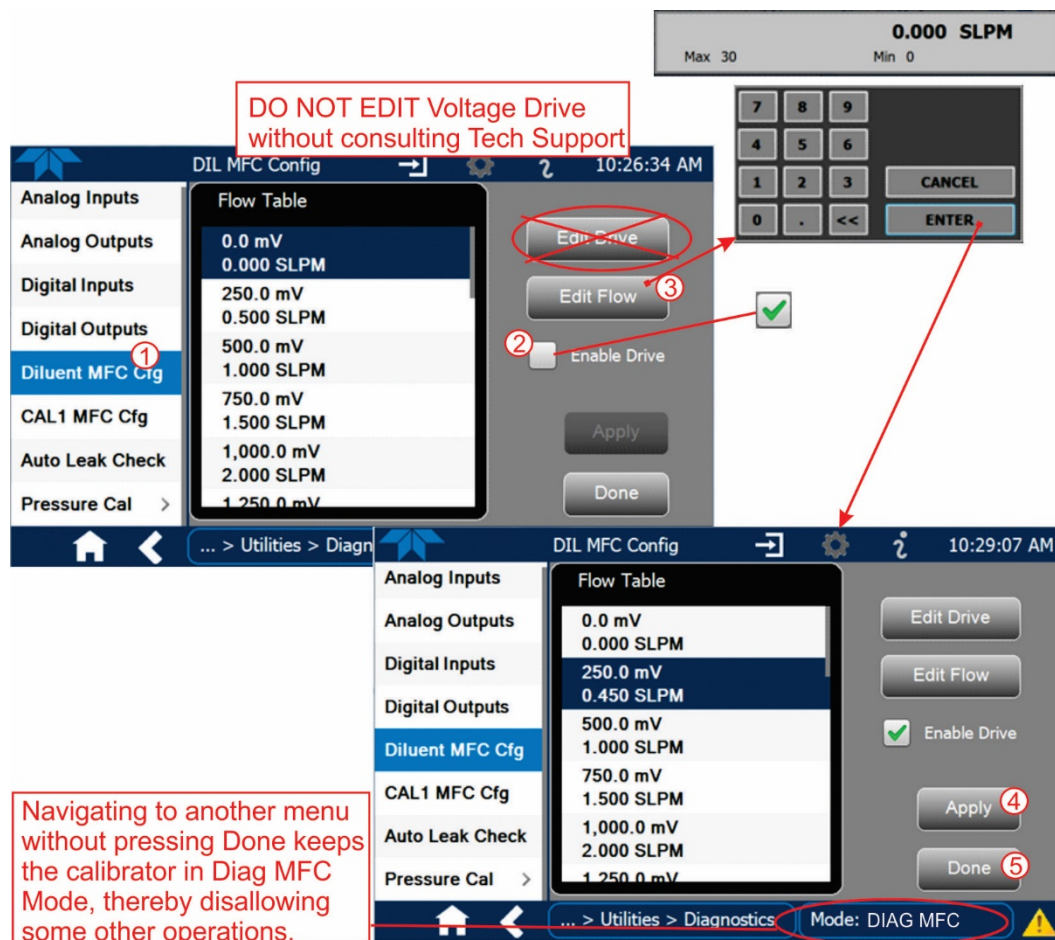 0.000 SLPM
Max 30 Min 0
7 8 9
4 5 6
1 2 3 CANCEL
0 . << ENTER
DO NOT EDIT Voltage Drive
without consulting Tech Support
DIL MFC Config 10:26:34 AM
Analog Inputs
Analog Outputs
Digital Inputs
Digital Outputs
1
Diluent MFC Cfg
CAL1 MFC Cfg
Auto Leak Check
Pressure Cal >
Flow Table
0.0 mV
0.000 SLPM
250.0 mV
0.500 SLPM
500.0 mV
1.000 SLPM
750.0 mV
1.500 SLPM
1,000.0 mV
2.000 SLPM
1,250.0 mV
Edit Drive
Edit Flow 3
2 Enable Drive
Apply
Done
... > Utilities > Diagn
DIL MFC Config 10:29:07 AM
Analog Inputs
Analog Outputs
Digital Inputs
Digital Outputs
Diluent MFC Cfg
CAL1 MFC Cfg
Auto Leak Check
Pressure Cal >
Flow Table
0.0 mV
0.000 SLPM
250.0 mV
0.450 SLPM
500.0 mV
1.000 SLPM
750.0 mV
1.500 SLPM
1,000.0 mV
2.000 SLPM
1,250.0 mV
Edit Drive
Edit Flow
Enable Drive
Apply 4
Done 5
... > Utilities > Diagnostics Mode: DIAG MFC
Navigating to another menu
without pressing Done keeps
the calibrator in Diag MFC
Mode, thereby disallowing
some other operations.